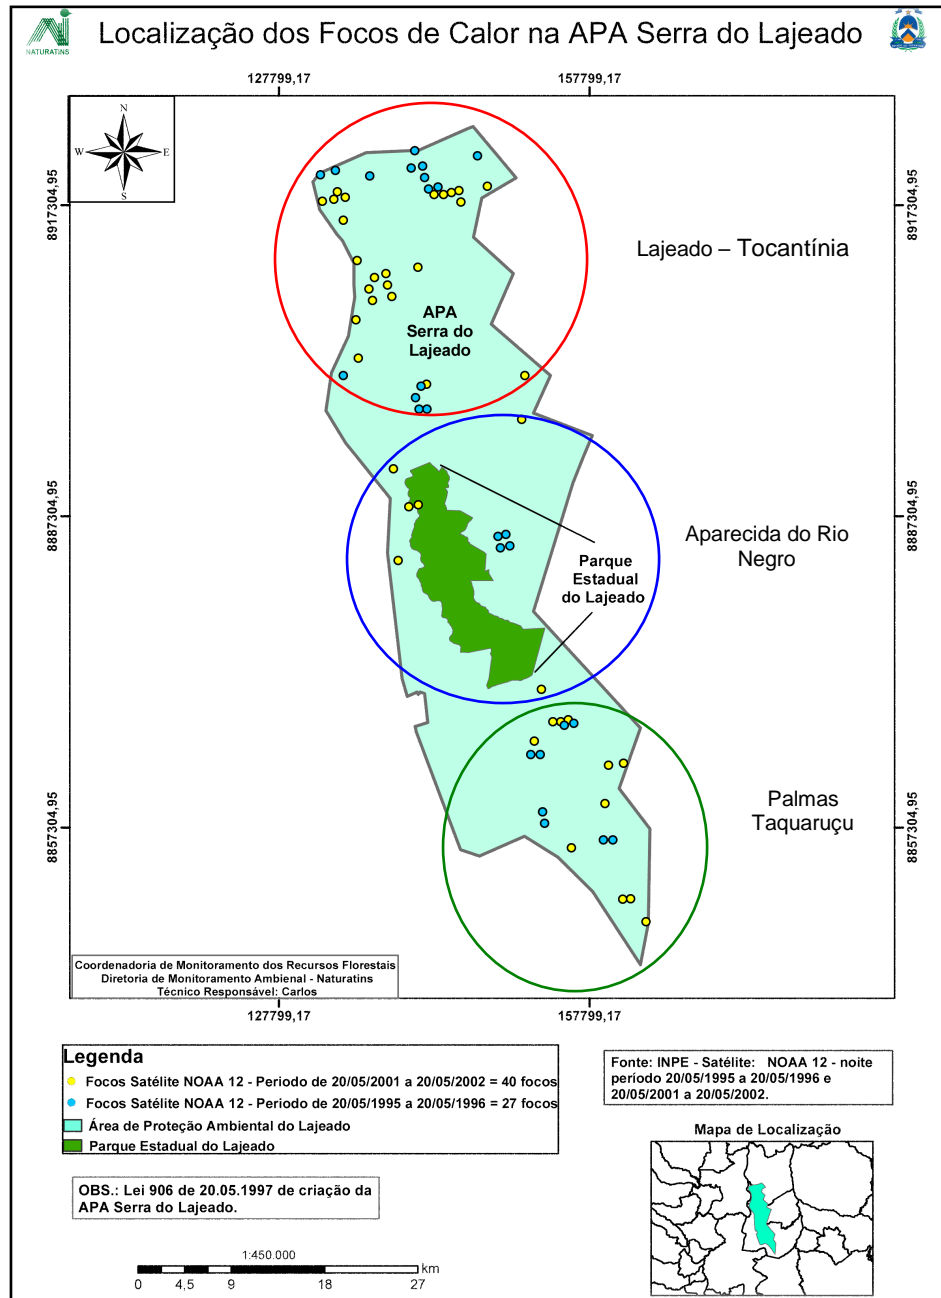 NATURATINS
Localização dos Focos de Calor na APA Serra do Lajeado
127799,17
157799,17
N
W
E
S
8917304,95
8917304,95
Lajeado – Tocantínia
APA
Serra do
Lajeado
8887304,95
8887304,95
Aparecida do Rio
Negro
Parque
Estadual
do Lajeado
Palmas
Taquaruçu
8857304,95
8857304,95
Coordenadoria de Monitoramento dos Recursos Florestais
Diretoria de Monitoramento Ambienal - Naturatins
Técnico Responsável: Carlos
127799,17
157799,17
Legenda
Focos Satélite NOAA 12 - Periodo de 20/05/2001 a 20/05/2002 = 40 focos
Focos Satélite NOAA 12 - Periodo de 20/05/1995 a 20/05/1996 = 27 focos
Área de Proteção Ambiental do Lajeado
Parque Estadual do Lajeado
Fonte: INPE - Satélite: NOAA 12 - noite
período 20/05/1995 a 20/05/1996 e
20/05/2001 a 20/05/2002.
Mapa de Localização
OBS.: Lei 906 de 20.05.1997 de criação da
APA Serra do Lajeado.
1:450.000
km
0 4,5 9 18 27